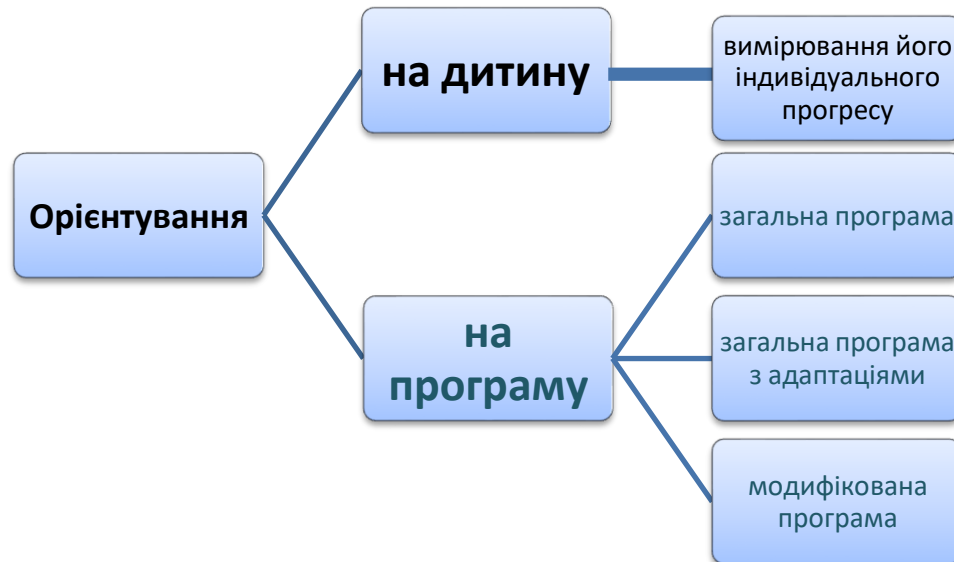 на дитину
вимірювання його
індивідуального
прогресу
Орієнтування
загальна програма
на
програму
загальна програма
з адаптаціями
модифікована
програма